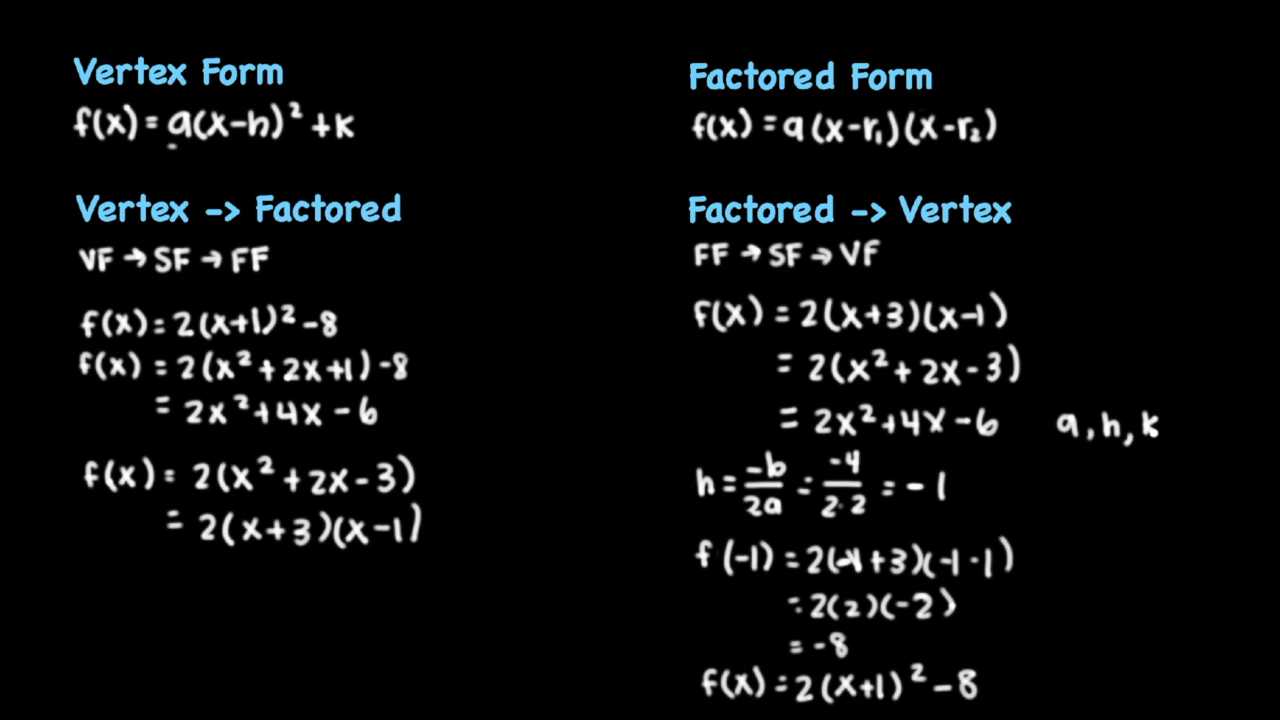 Vertex Form
f(x) = a(x-h)² + k
Vertex -> Factored
VF → SF → FF
f(x) = 2(x+1)² - 8
f(x) = 2(x² + 2x + 1) - 8
= 2x² + 4x - 6
f(x) = 2(x² + 2x - 3)
= 2(x+3)(x-1)
Factored Form
f(x) = a(x-r₁)(x-r₂)
Factored -> Vertex
FF → SF → VF
f(x) = 2(x+3)(x-1)
= 2(x² + 2x - 3)
= 2x² + 4x - 6 a, h, k
h = -b/2a = -4/2·2 = -1
f(-1) = 2(-1+3)(-1-1)
= 2(2)(-2)
= -8
f(x) = 2(x+1)² - 8